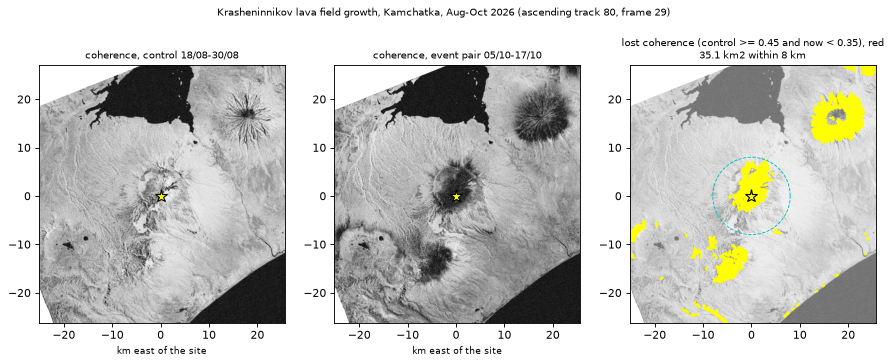 Krasheninnikov lava field growth, Kamchatka, Aug-Oct 2026 (ascending track 80, frame 29)
coherence, control 18/08-30/08
coherence, event pair 05/10-17/10
lost coherence (control >= 0.45 and now < 0.35), red
35.1 km2 within 8 km
20
10
0
−10
−20
−20 −10 0 10 20
km east of the site
20
10
0
−10
−20
−20 −10 0 10 20
km east of the site
20
10
0
−10
−20
−20 −10 0 10 20